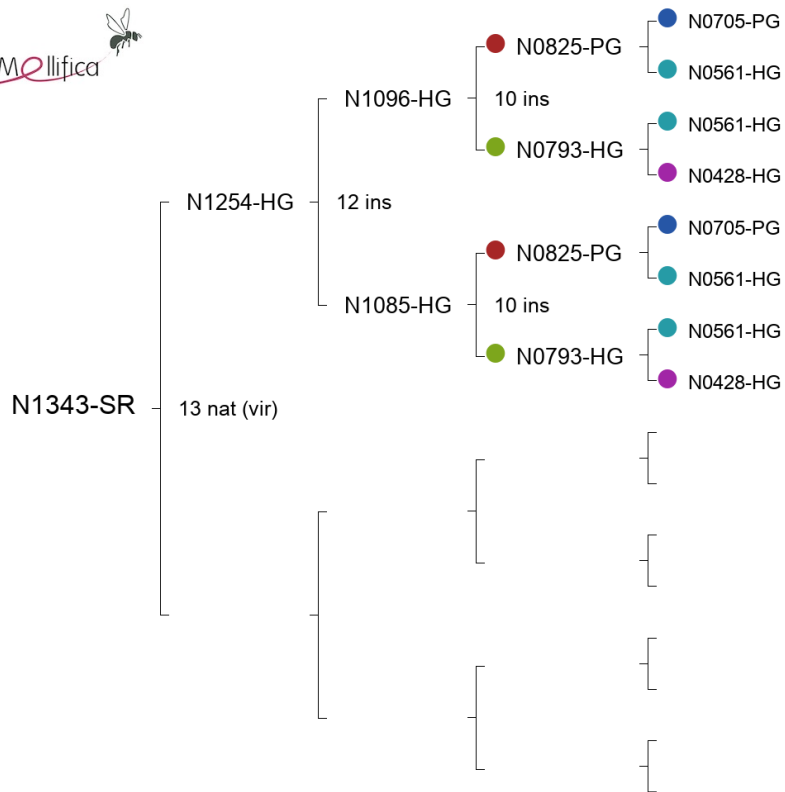 Mellifica
N0705-PG
N0825-PG
N0561-HG
N1096-HG
10 ins
N0561-HG
N0793-HG
N0428-HG
N1254-HG
12 ins
N0705-PG
N0825-PG
N0561-HG
N1085-HG
10 ins
N0561-HG
N0793-HG
N0428-HG
N1343-SR
13 nat (vir)